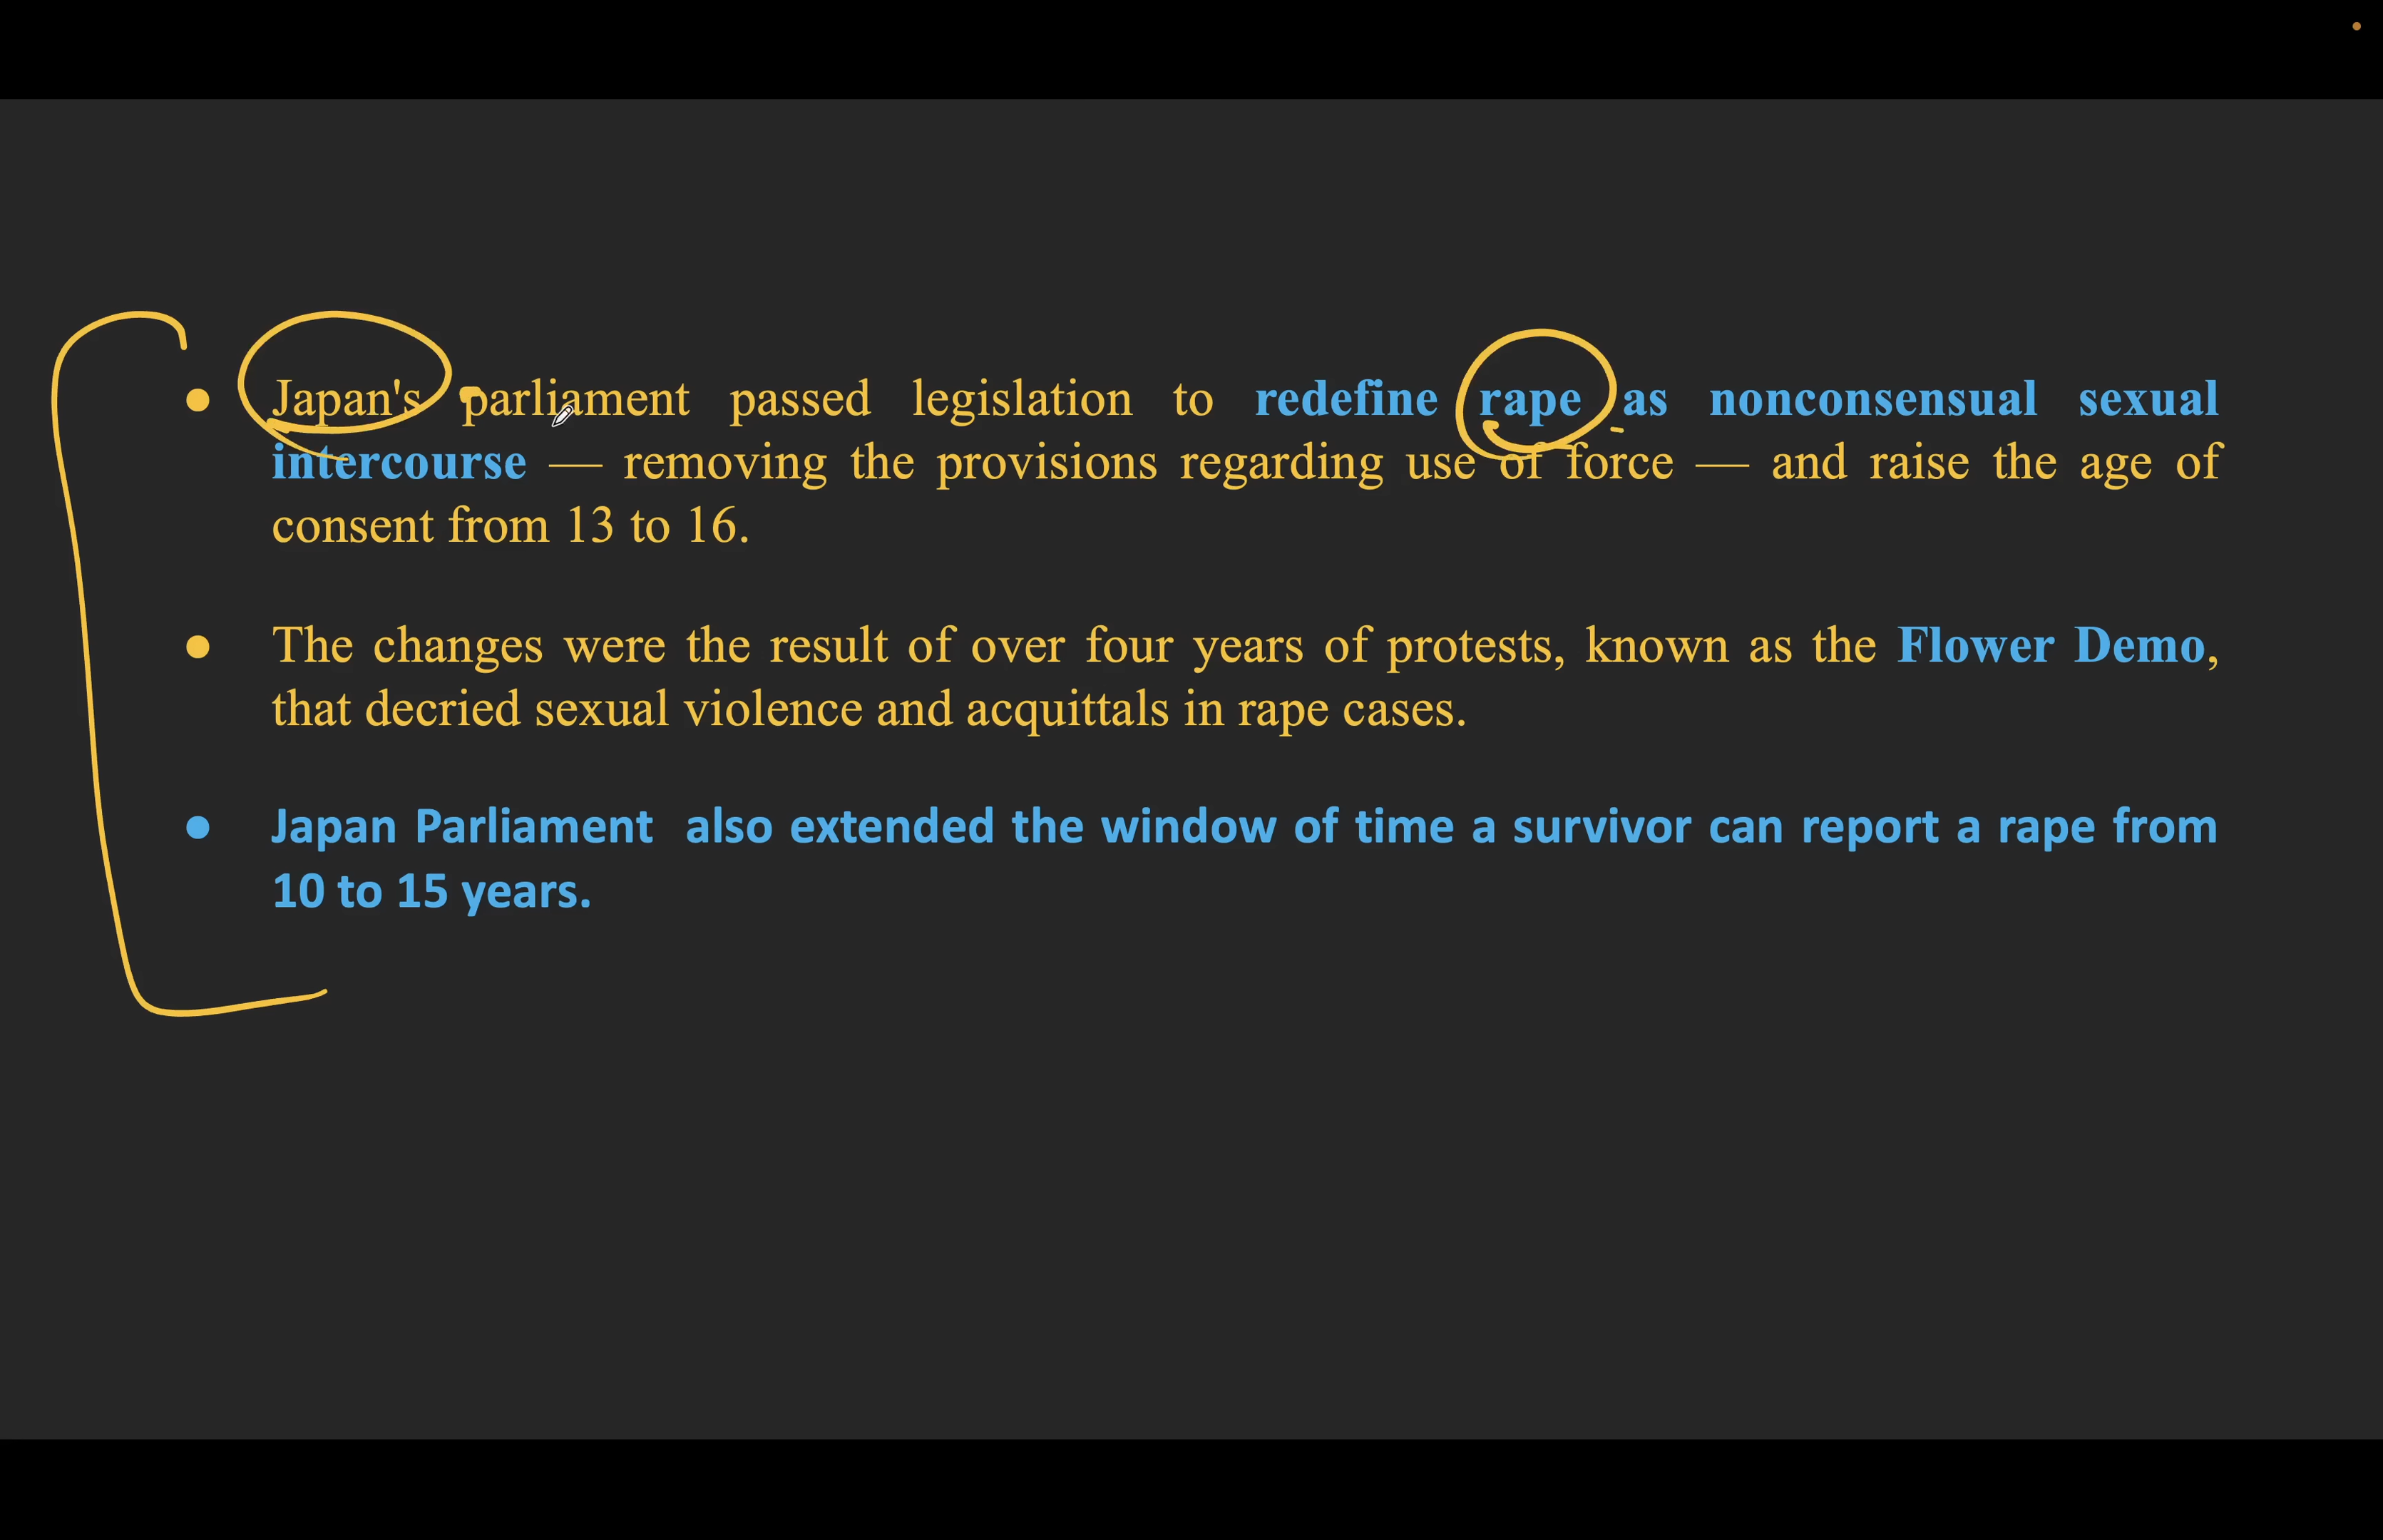 ● Japan's parliament passed legislation to redefine rape as nonconsensual sexual
intercourse — removing the provisions regarding use of force — and raise the age of
consent from 13 to 16.
● The changes were the result of over four years of protests, known as the Flower Demo,
that decried sexual violence and acquittals in rape cases.
● Japan Parliament also extended the window of time a survivor can report a rape from
10 to 15 years.